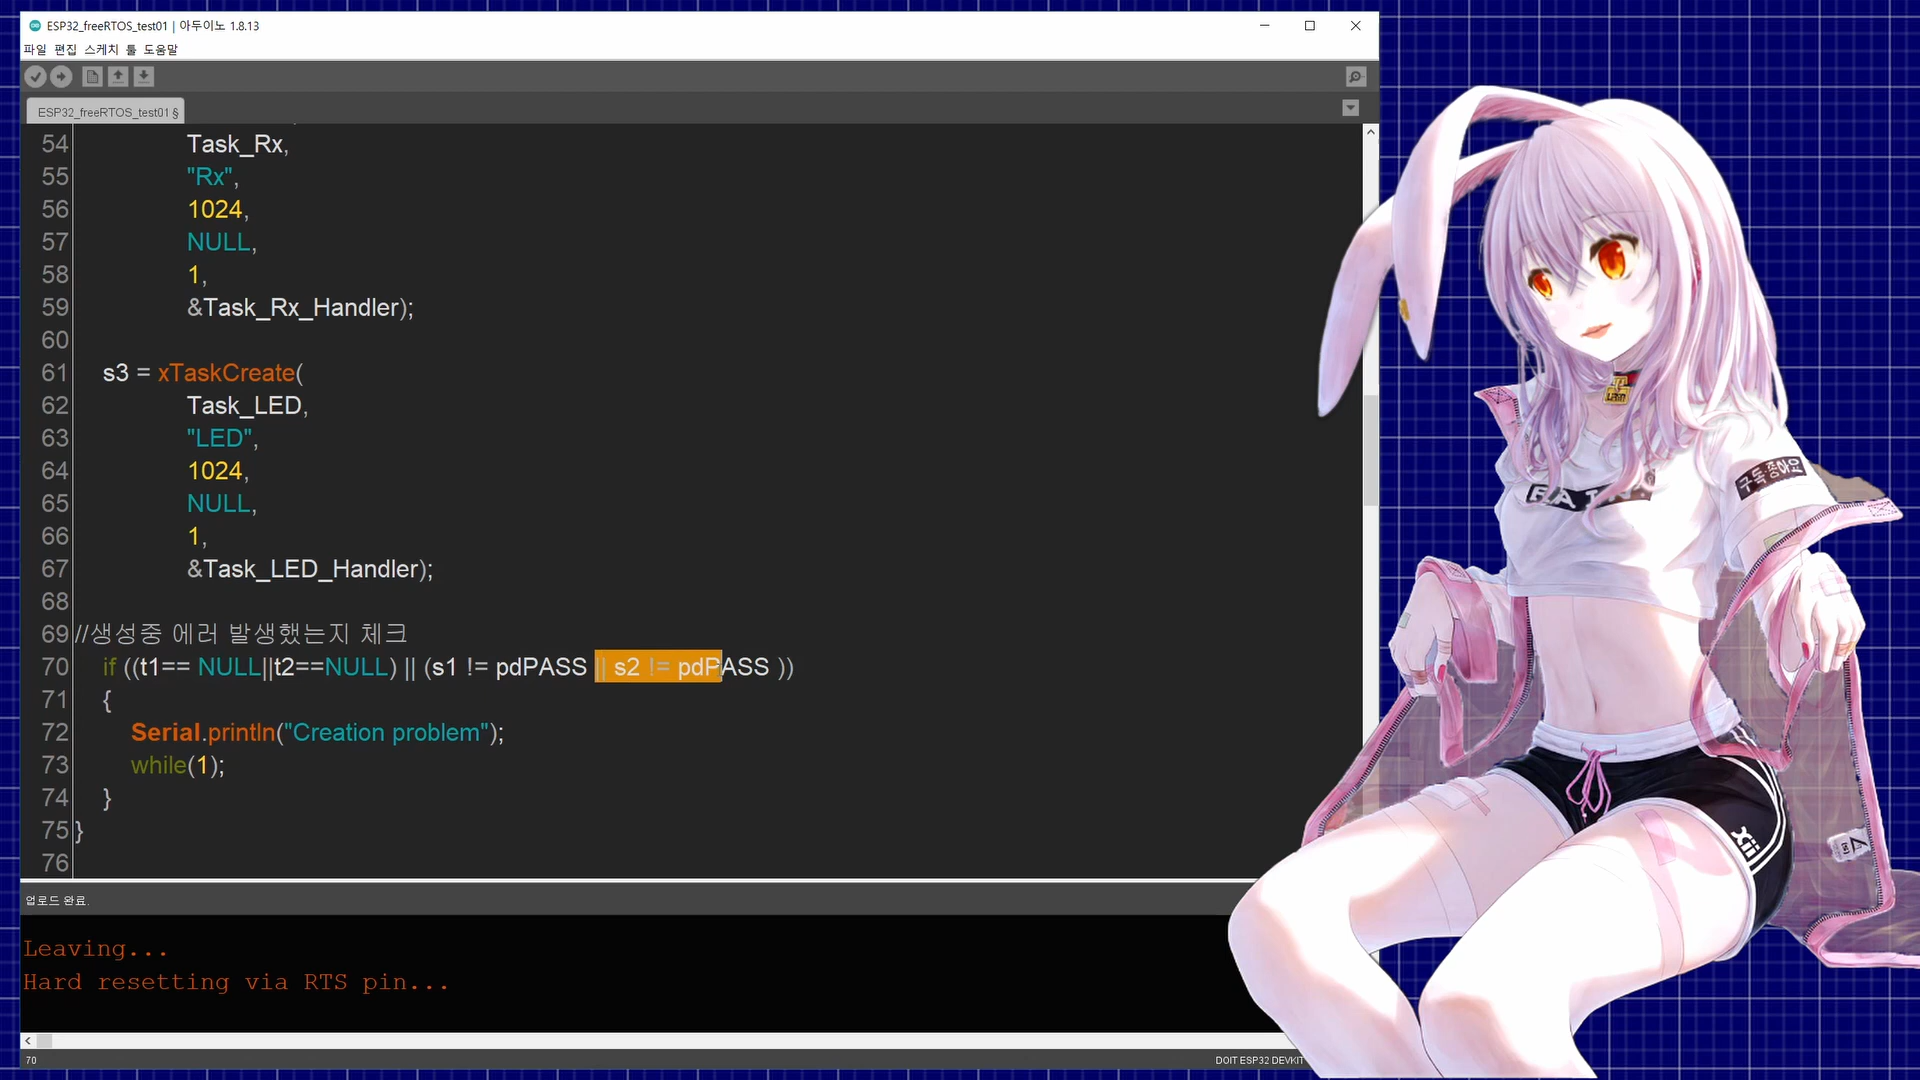 ESP32_freeRTOS_test01 | 아두이노 1.8.13
파일 편집 스케치 툴 도움말
ESP32_freeRTOS_test01 §
54 Task_Rx,
55 "Rx",
56 1024,
57 NULL,
58 1,
59 &Task_Rx_Handler);
60
61 s3 = xTaskCreate(
62 Task_LED,
63 "LED",
64 1024,
65 NULL,
66 1,
67 &Task_LED_Handler);
68
69 //생성중 에러 발생했는지 체크
70 if ((t1== NULL||t2==NULL) || (s1 != pdPASS || s2 != pdPASS ))
71 {
72 Serial.println("Creation problem");
73 while(1);
74 }
75 }
76
업로드 완료.
Leaving...
Hard resetting via RTS pin...
70
DOIT ESP32 DEVKIT
구독좋아요
xii